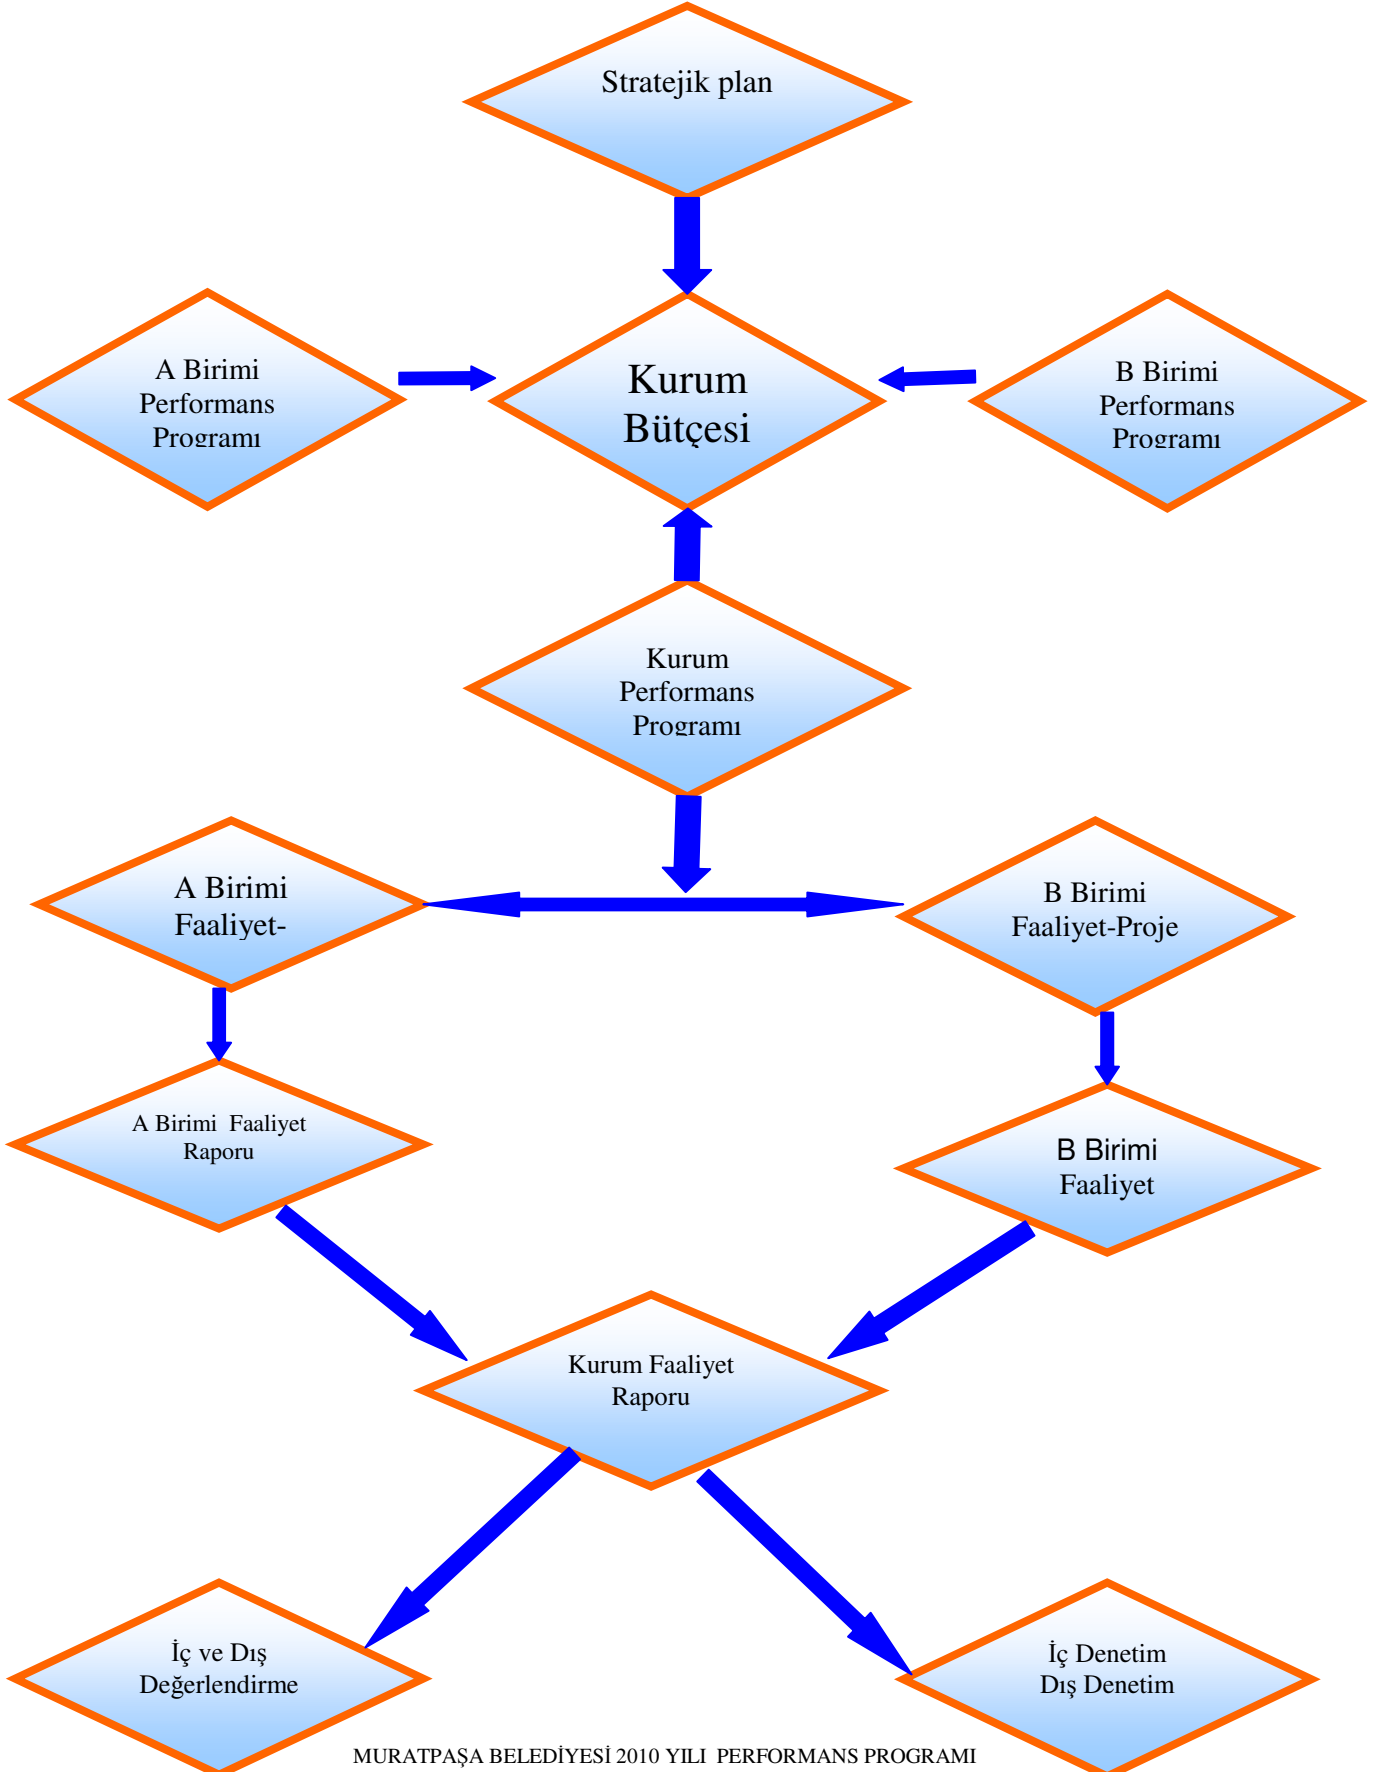 Stratejik plan
A Birimi
Performans
Programı
Kurum
Bütçesi
B Birimi
Performans
Programı
Kurum
Performans
Programı
A Birimi
Faaliyet-
B Birimi
Faaliyet-Proje
A Birimi  Faaliyet
Raporu
B Birimi
Faaliyet
Kurum Faaliyet
Raporu
İç ve Dış
Değerlendirme
İç Denetim
Dış Denetim
MURATPAŞA BELEDİYESİ 2010 YILI  PERFORMANS PROGRAMI